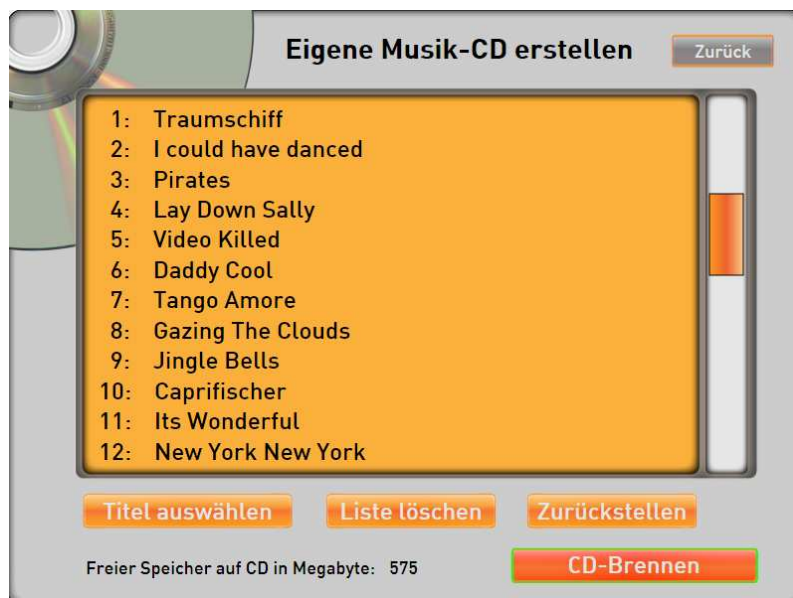 Eigene Musik-CD erstellen
Zurück
1: Traumschiff
2: I could have danced
3: Pirates
4: Lay Down Sally
5: Video Killed
6: Daddy Cool
7: Tango Amore
8: Gazing The Clouds
9: Jingle Bells
10: Caprifischer
11: Its Wonderful
12: New York New York
Titel auswählen
Liste löschen
Zurückstellen
Freier Speicher auf CD in Megabyte: 575
CD-Brennen